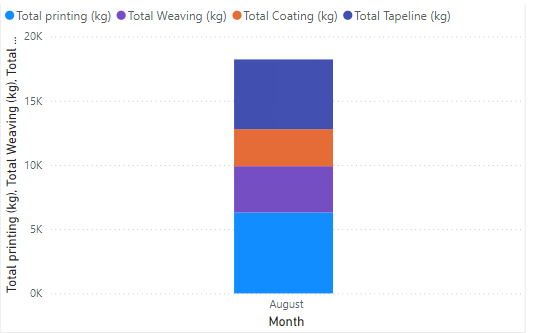 Total printing (kg) Total Weaving (kg) Total Coating (kg) Total Tapeline (kg)
Total printing (kg), Total Weaving (kg), Total ...
20K
15K
10K
5K
0K
August
Month